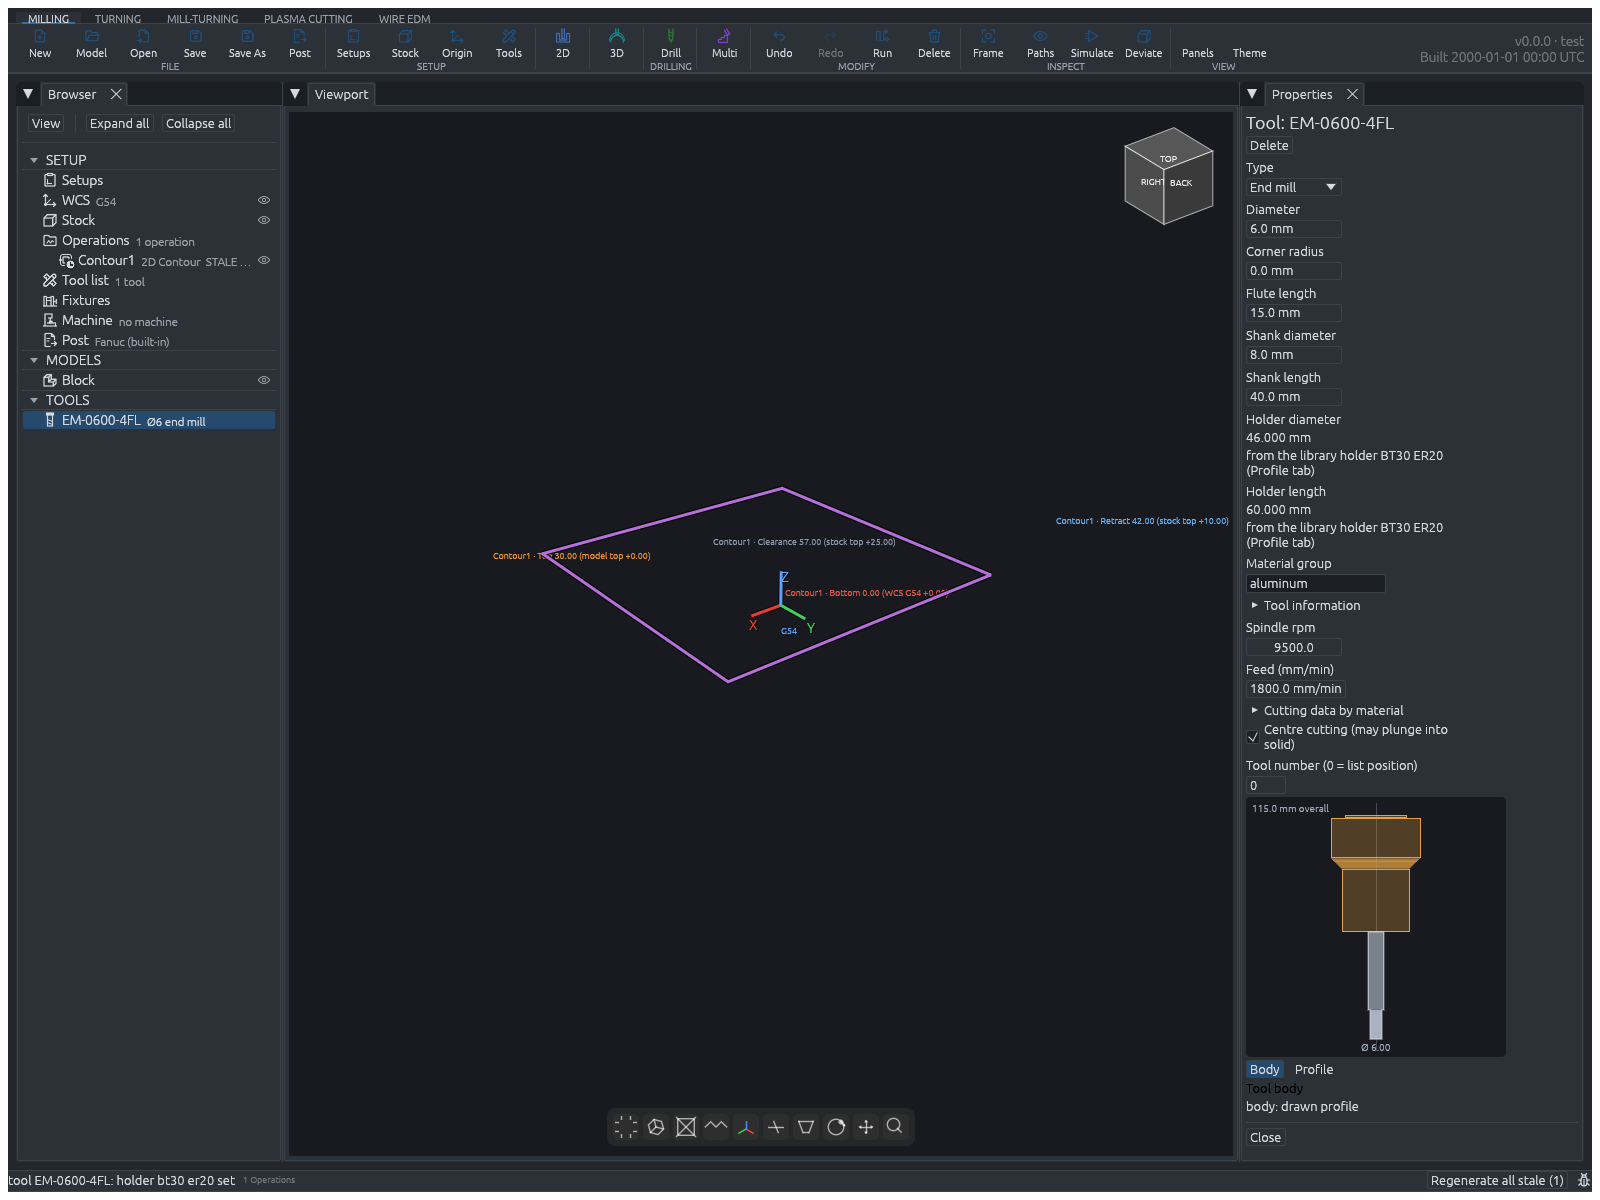 MILLING TURNING MILL-TURNING PLASMA CUTTING WIRE EDM
New Model Open Save Save As Post Setups Stock Origin Tools 2D 3D Drill Multi Undo Redo Run Delete Frame Paths Simulate Deviate Panels Theme
FILE SETUP DRILLING MODIFY INSPECT VIEW
v0.0.0 · test
Built 2000-01-01 00:00 UTC
Browser
View Expand all Collapse all
SETUP
Setups
WCS G54
Stock
Operations 1 operation
Contour1 2D Contour STALE ...
Tool list 1 tool
Fixtures
Machine no machine
Post Fanuc (built-in)
MODELS
Block
TOOLS
EM-0600-4FL Ø6 end mill
Viewport
TOP
RIGHT BACK
Contour1 · Retract 42.00 (stock top +10.00)
Contour1 · Clearance 57.00 (stock top +25.00)
Contour1 · Top 30.00 (model top +0.00)
Z
Contour1 · Bottom 0.00 (WCS G54 +0.00)
X
G54
Y
Properties
Tool: EM-0600-4FL
Delete
Type
End mill
Diameter
6.0 mm
Corner radius
0.0 mm
Flute length
15.0 mm
Shank diameter
8.0 mm
Shank length
40.0 mm
Holder diameter
46.000 mm
from the library holder BT30 ER20
(Profile tab)
Holder length
60.000 mm
from the library holder BT30 ER20
(Profile tab)
Material group
aluminum
Tool information
Spindle rpm
9500.0
Feed (mm/min)
1800.0 mm/min
Cutting data by material
Centre cutting (may plunge into
solid)
Tool number (0 = list position)
0
115.0 mm overall
Ø 6.00
Body Profile
Tool body
body: drawn profile
Close
tool EM-0600-4FL: holder bt30 er20 set 1 Operations
Regenerate all stale (1)